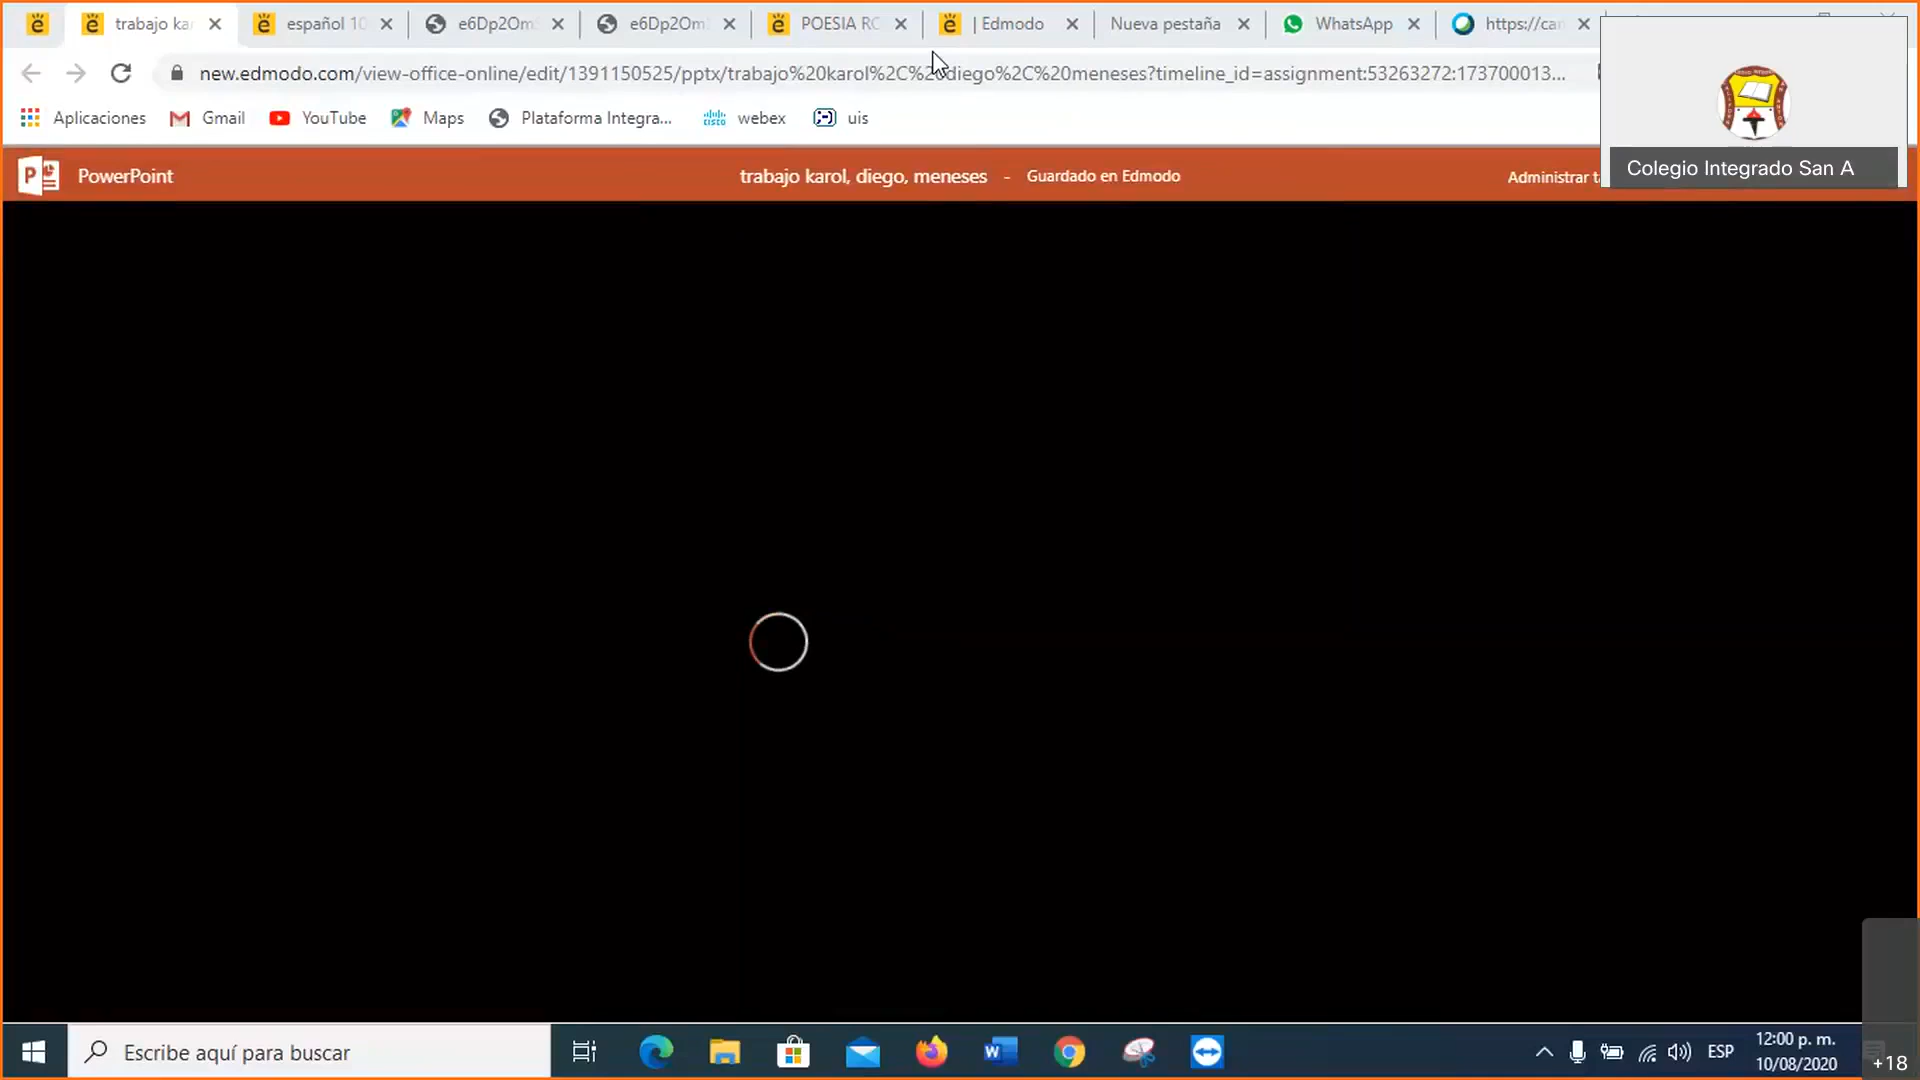 trabajo ka
español 10
e6Dp2Om
e6Dp2Om
POESIA RO
| Edmodo
Nueva pestaña
WhatsApp
https://can
new.edmodo.com/view-office-online/edit/1391150525/pptx/trabajo%20karol%2C%20diego%2C%20meneses?timeline_id=assignment:53263272:173700013...
Aplicaciones
Gmail
YouTube
Maps
Plataforma Integra...
webex
uis
PowerPoint
trabajo karol, diego, meneses - Guardado en Edmodo
Administrar ta
Colegio Integrado San A
Escribe aquí para buscar
ESP
12:00 p. m.
10/08/2020
+18